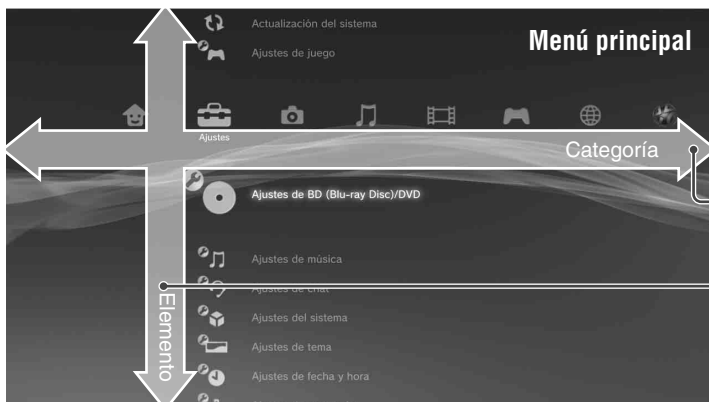 Actualización del sistema
Menú principal
Ajustes de juego
Ajustes
Categoría
Ajustes de BD (Blu-ray Disc)/DVD
Ajustes de música
Ajustes de chat
Elemento
Ajustes del sistema
Ajustes de tema
Ajustes de fecha y hora